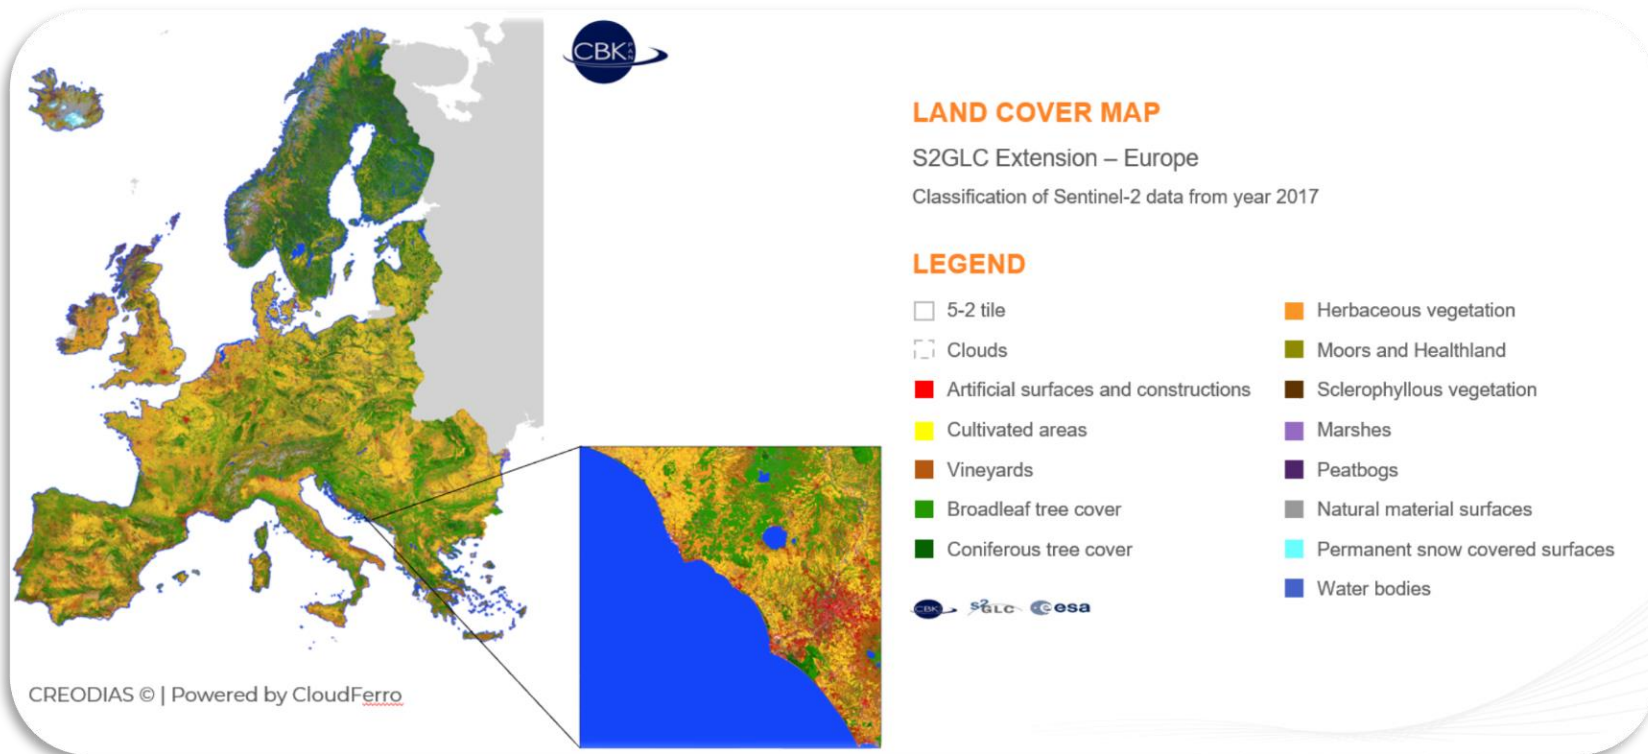 CBK
PAN
LAND COVER MAP
S2GLC Extension – Europe
Classification of Sentinel-2 data from year 2017
LEGEND
5-2 tile
Clouds
Artificial surfaces and constructions
Cultivated areas
Vineyards
Broadleaf tree cover
Coniferous tree cover
Herbaceous vegetation
Moors and Healthland
Sclerophyllous vegetation
Marshes
Peatbogs
Natural material surfaces
Permanent snow covered surfaces
Water bodies
CBK
S2GLC
esa
CREODIAS © | Powered by CloudFerro